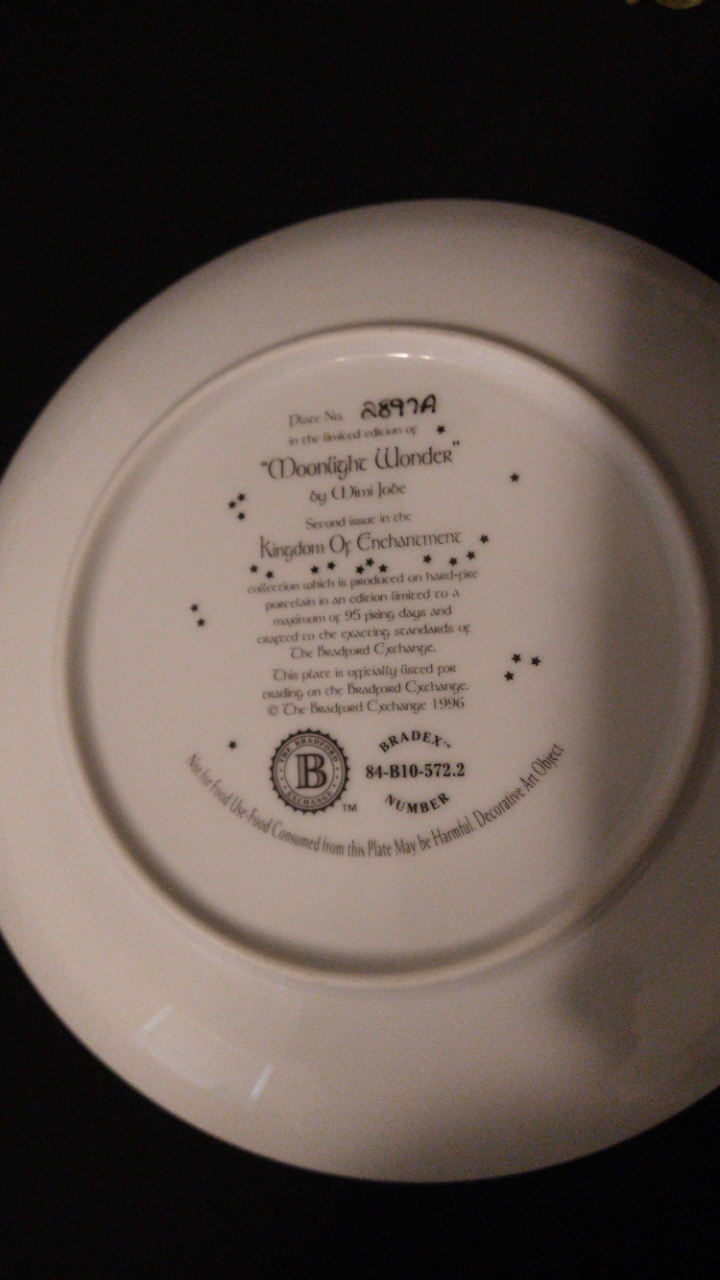 Plate No. 2897A
in the limited edition of
"Moonlight Wonder"
by Mimi Jobe
Second issue in the
Kingdom Of Enchantment
collection which is produced on hard-fire
porcelain in an edition limited to a
maximum of 95 firing days and
crafted to the exacting standards of
The Bradford Exchange.
This plate is officially listed for
trading on the Bradford Exchange.
© The Bradford Exchange 1996
THE BRADFORD
B
EXCHANGE
TM
BRADEX™
84-B10-572.2
NUMBER
Not for Food Use-Food Consumed from this Plate May be Harmful. Decorative Art Object